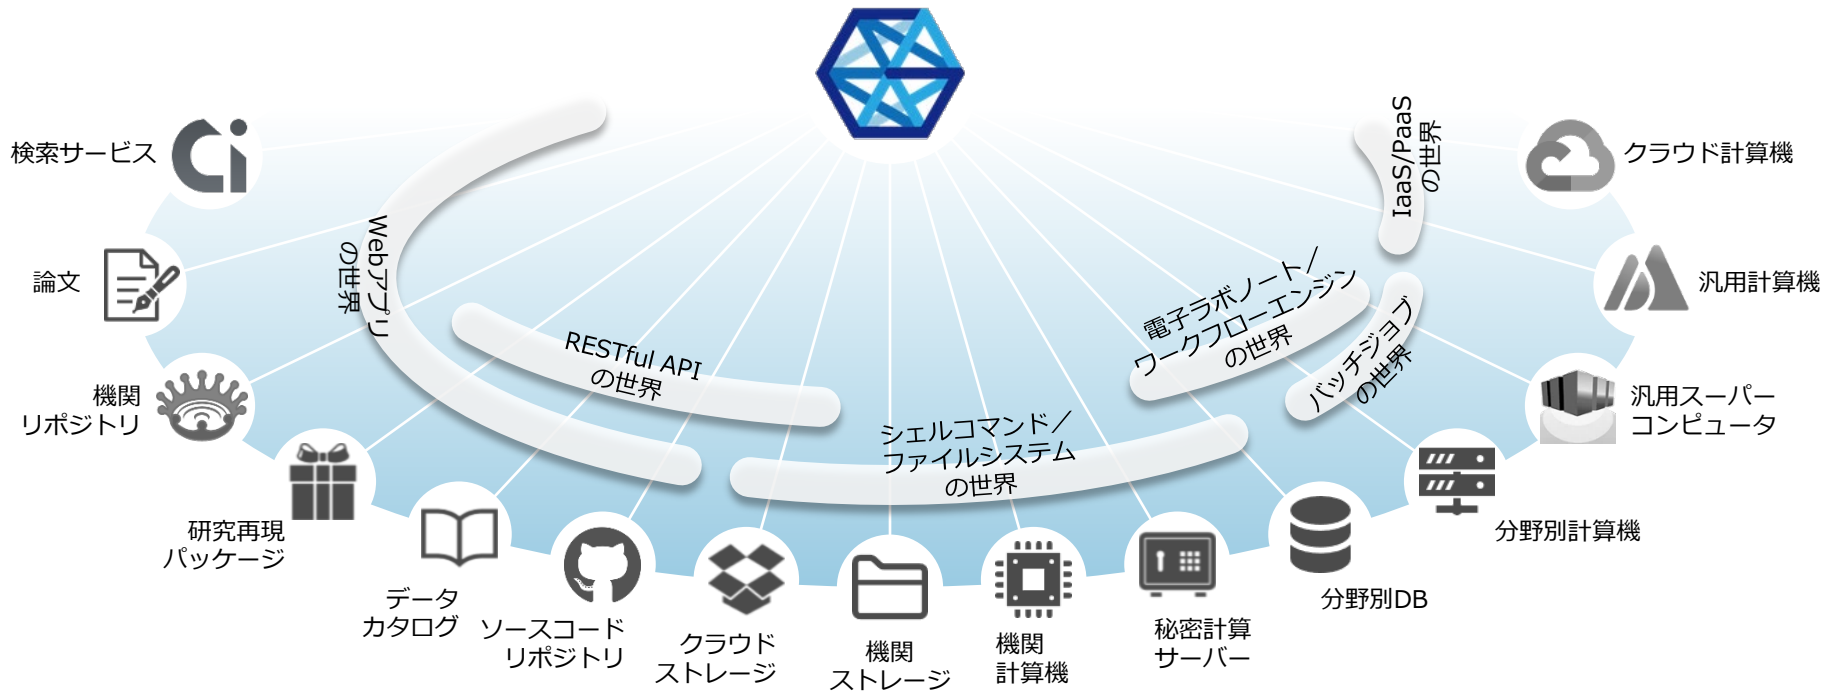 検索サービス
論文
機関
リポジトリ
研究再現
パッケージ
データ
カタログ
ソースコード
リポジトリ
クラウド
ストレージ
機関
ストレージ
機関
計算機
秘密計算
サーバー
分野別DB
分野別計算機
汎用スーパー
コンピュータ
汎用計算機
クラウド計算機
Webアプリ
の世界
RESTful API
の世界
シェルコマンド／
ファイルシステム
の世界
電子ラボノート／
ワークフローエンジン
の世界
バッチジョブ
の世界
IaaS/PaaS
の世界